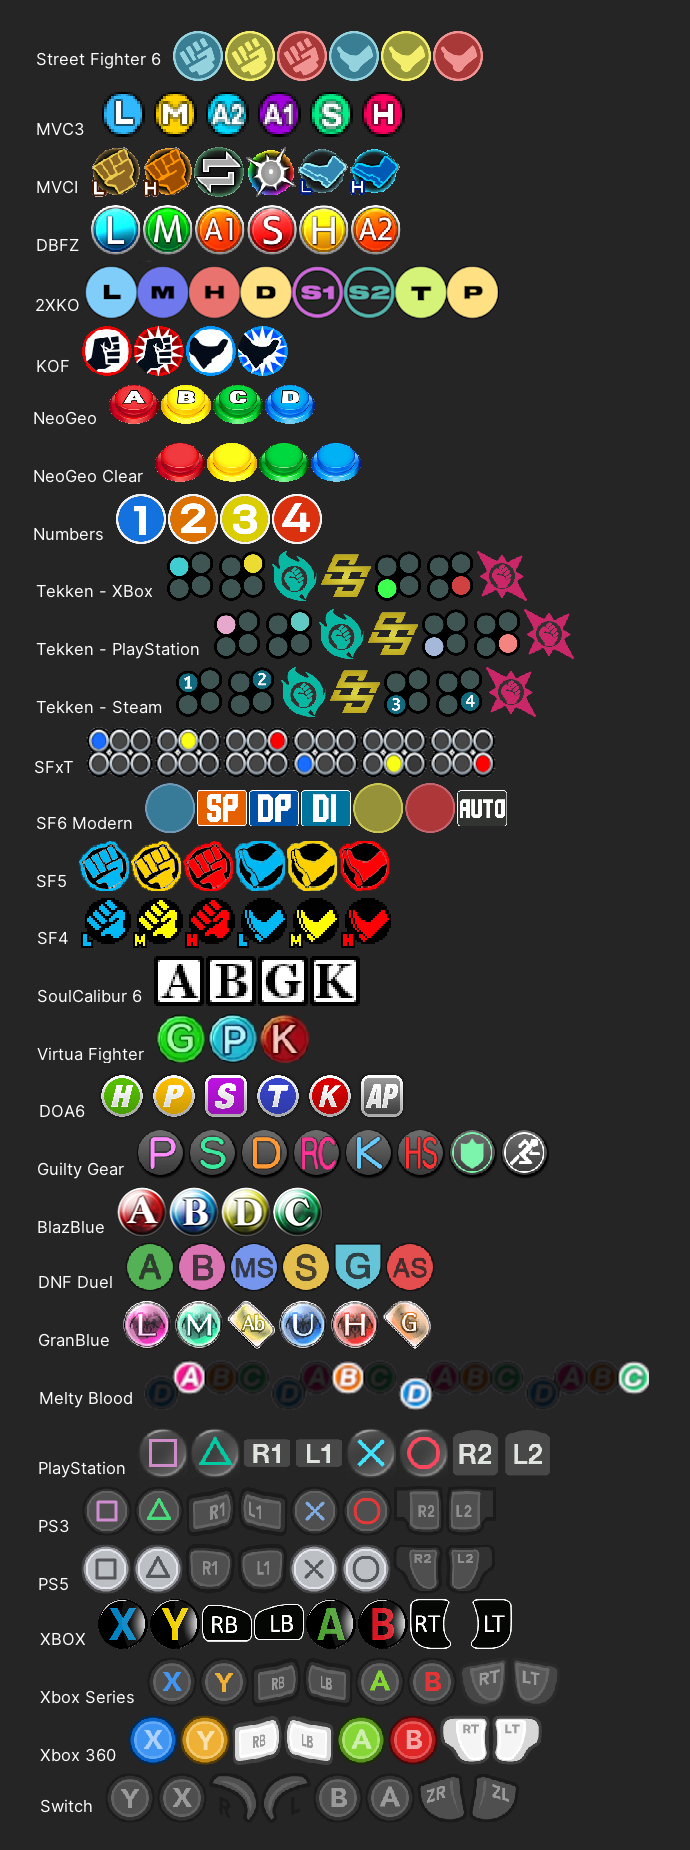 Street Fighter 6
MVC3 L M A2 A1 S H
MVCI L H L H
DBFZ L M A1 S H A2
2XKO L M H D S1 S2 T P
KOF
NeoGeo A B C D
NeoGeo Clear
Numbers 1 2 3 4
Tekken - XBox
Tekken - PlayStation
Tekken - Steam 1 2 3 4
SFxT
SF6 Modern SP DP DI AUTO
SF5
SF4 L M H L M H
SoulCalibur 6 A B G K
Virtua Fighter G P K
DOA6 H P S T K AP
Guilty Gear P S D RC K HS
BlazBlue A B D C
DNF Duel A B MS S G AS
GranBlue L M Ab U H G
Melty Blood D A B C D A B C D A B C D A B C
PlayStation R1 L1 R2 L2
PS3 R1 L1 R2 L2
PS5 R1 L1 R2 L2
XBOX X Y RB LB A B RT LT
Xbox Series X Y RB LB A B RT LT
Xbox 360 X Y RB LB A B RT LT
Switch Y X R L B A ZR ZL